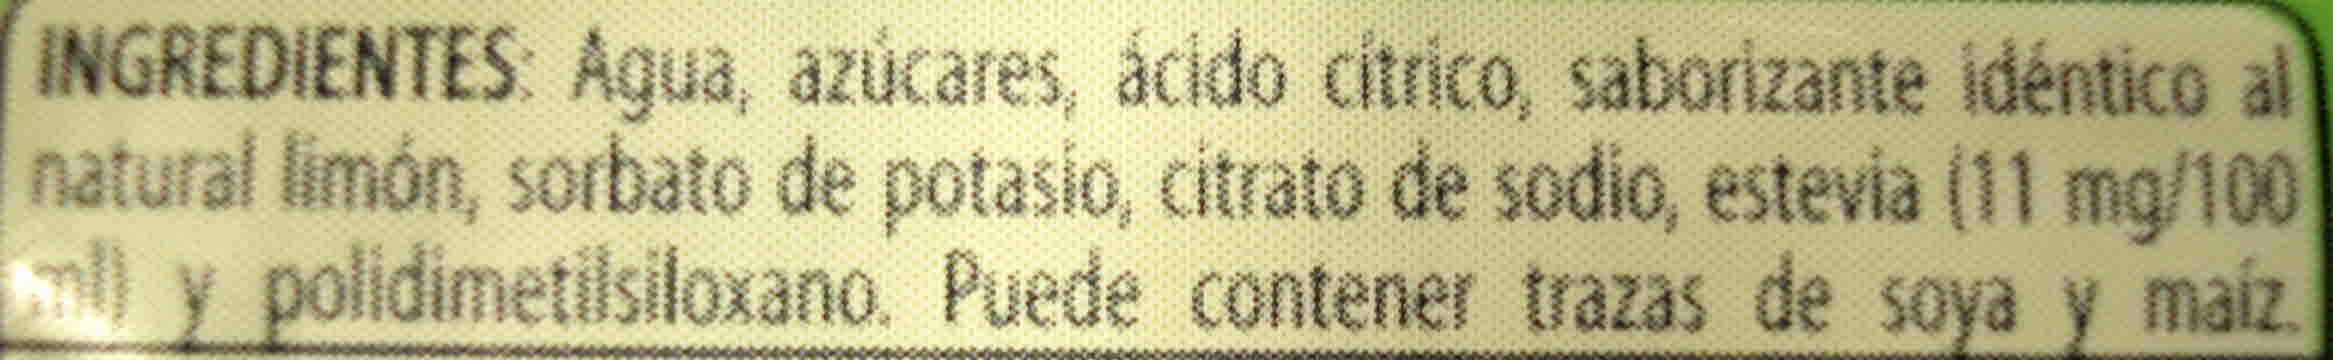 INGREDIENTES: Agua, azúcares, ácido cítrico, saborizante idéntico al
natural limón, sorbato de potasio, citrato de sodio, estevia (11 mg/100
ml) y polidimetilsiloxano. Puede contener trazas de soya y maíz.